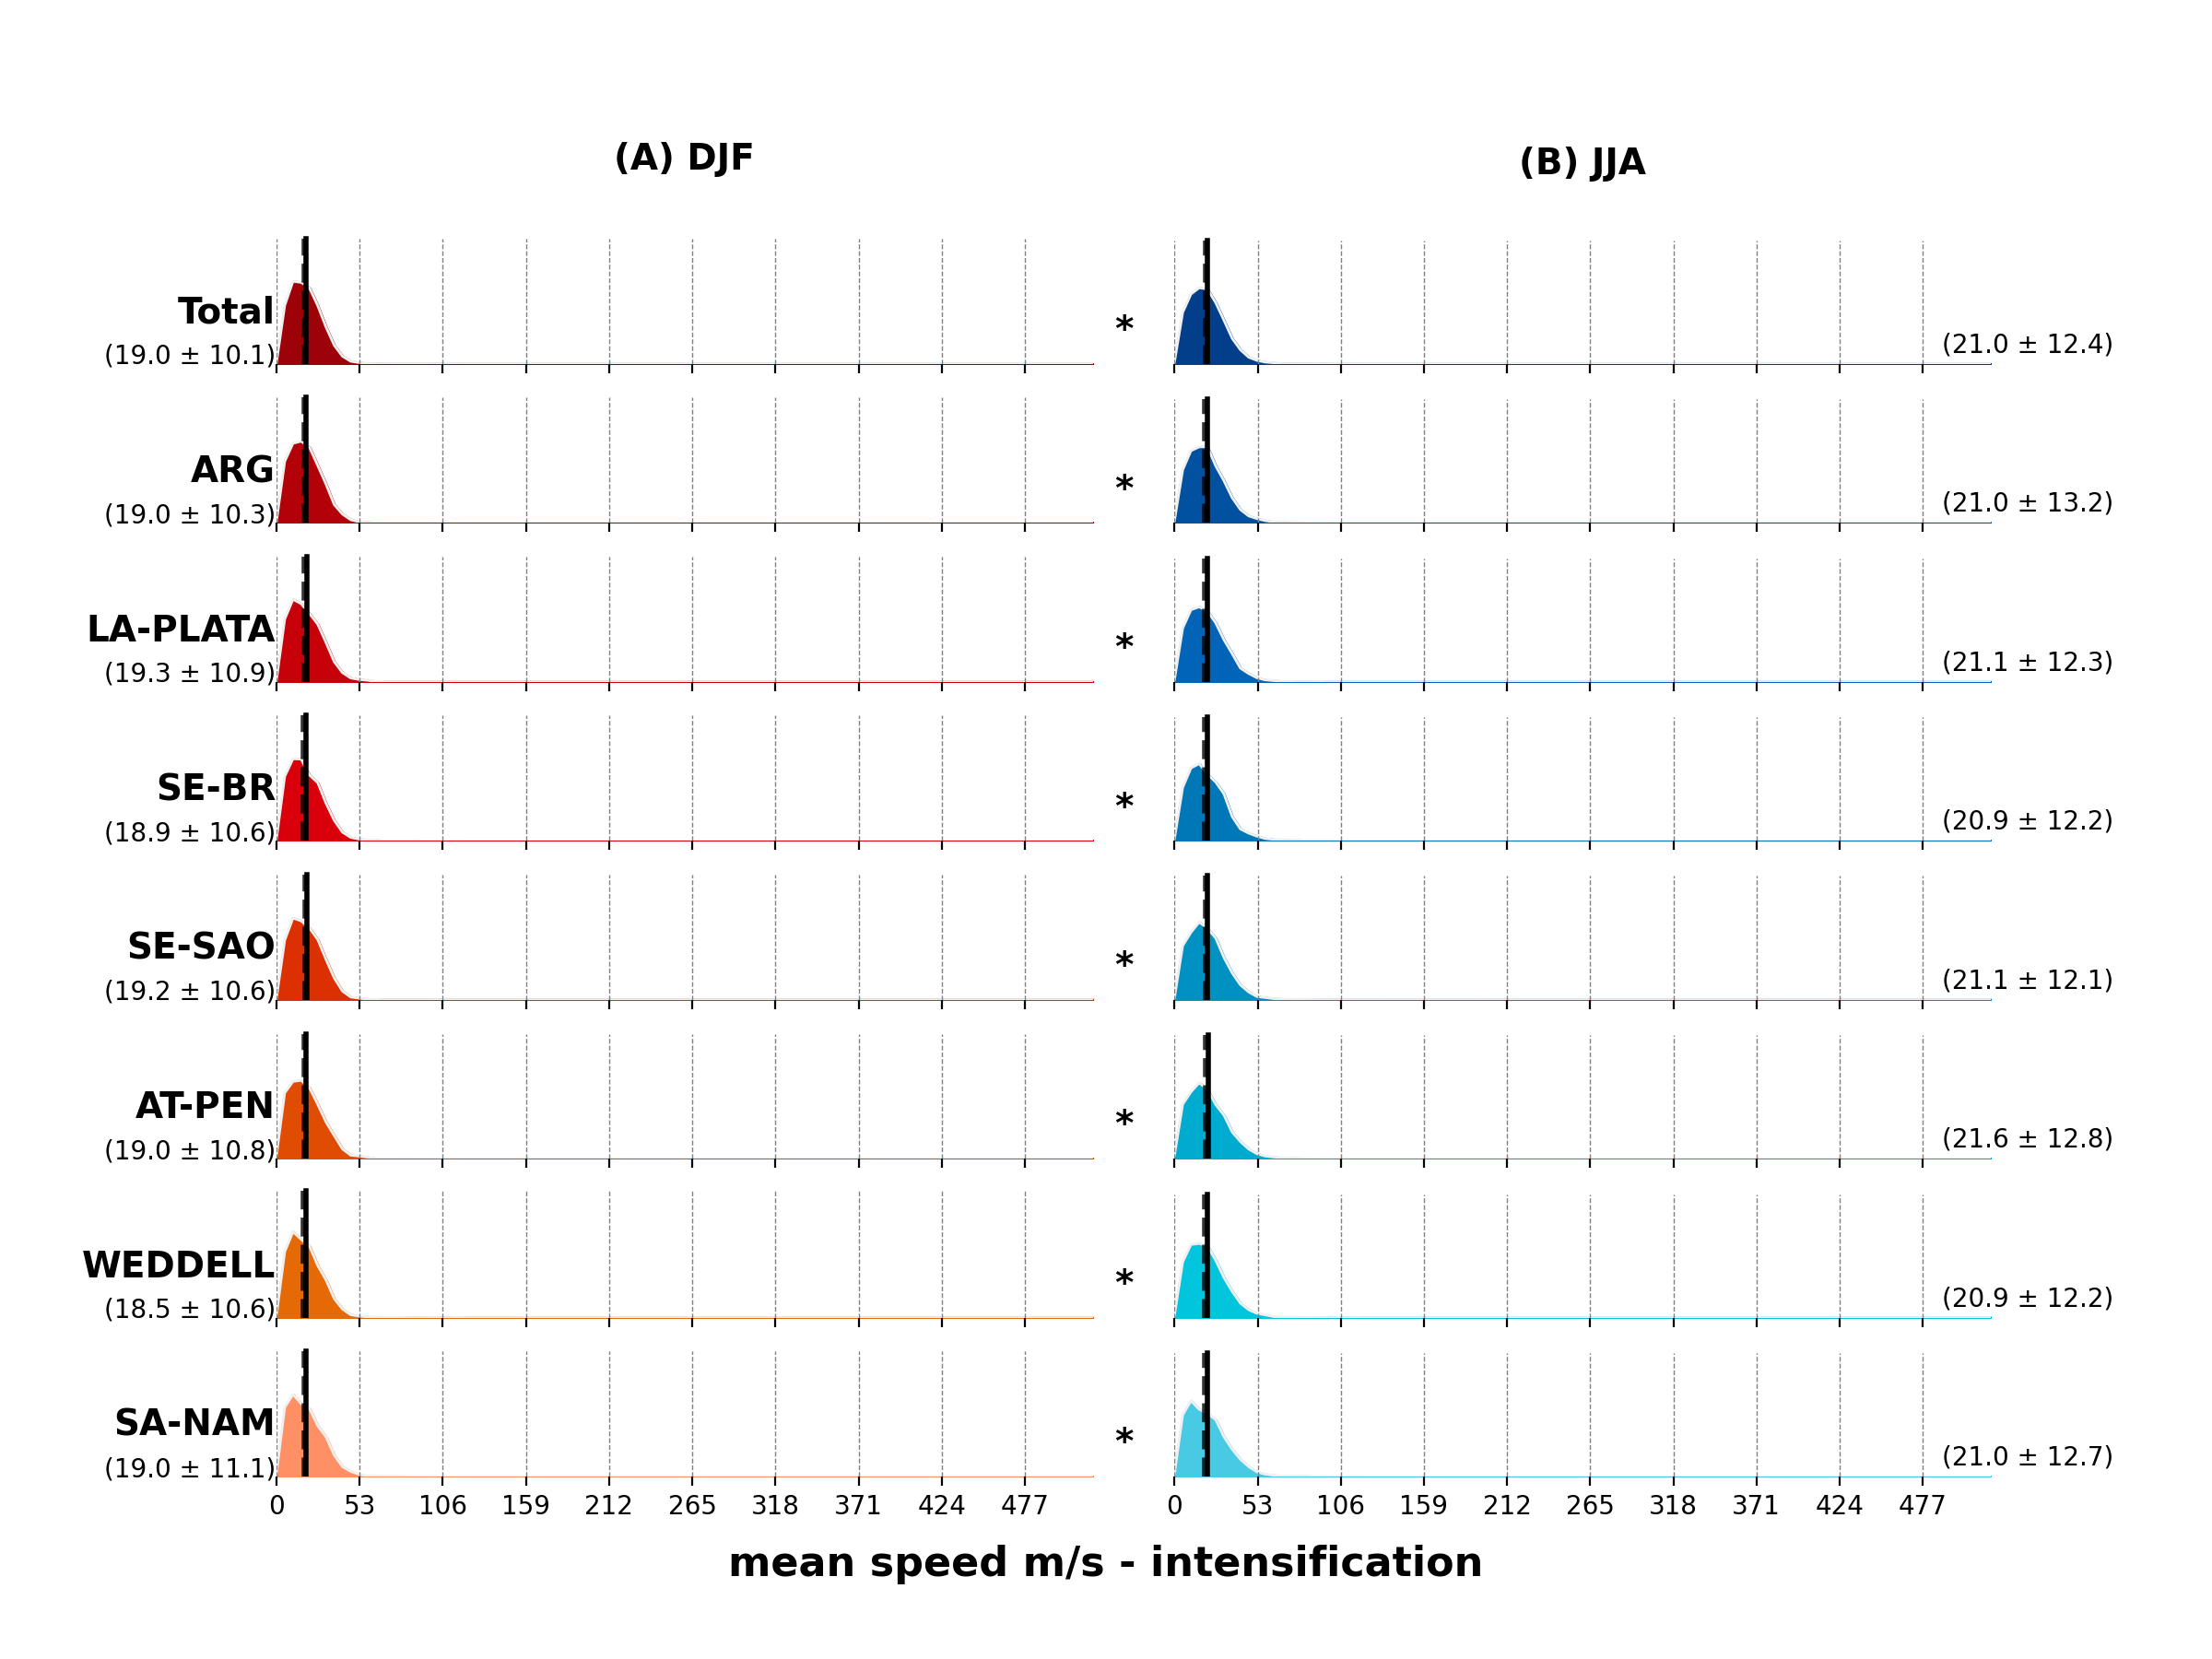 (A) DJF
(B) JJA
Total
(19.0 ± 10.1)
*
(21.0 ± 12.4)
ARG
(19.0 ± 10.3)
*
(21.0 ± 13.2)
LA-PLATA
(19.3 ± 10.9)
*
(21.1 ± 12.3)
SE-BR
(18.9 ± 10.6)
*
(20.9 ± 12.2)
SE-SAO
(19.2 ± 10.6)
*
(21.1 ± 12.1)
AT-PEN
(19.0 ± 10.8)
*
(21.6 ± 12.8)
WEDDELL
(18.5 ± 10.6)
*
(20.9 ± 12.2)
SA-NAM
(19.0 ± 11.1)
*
(21.0 ± 12.7)
0 53 106 159 212 265 318 371 424 477
0 53 106 159 212 265 318 371 424 477
mean speed m/s - intensification